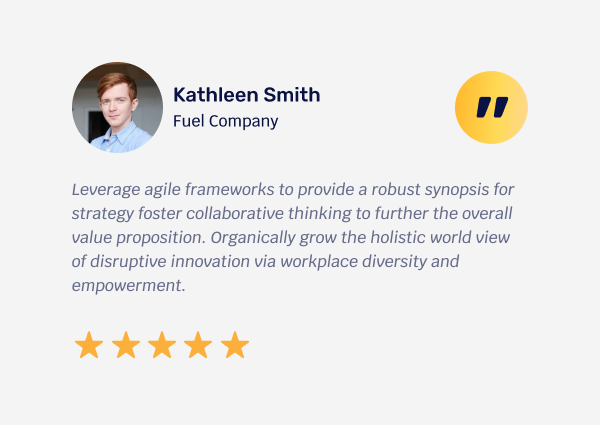 Kathleen Smith
Fuel Company
"
Leverage agile frameworks to provide a robust synopsis for
strategy foster collaborative thinking to further the overall
value proposition. Organically grow the holistic world view
of disruptive innovation via workplace diversity and
empowerment.